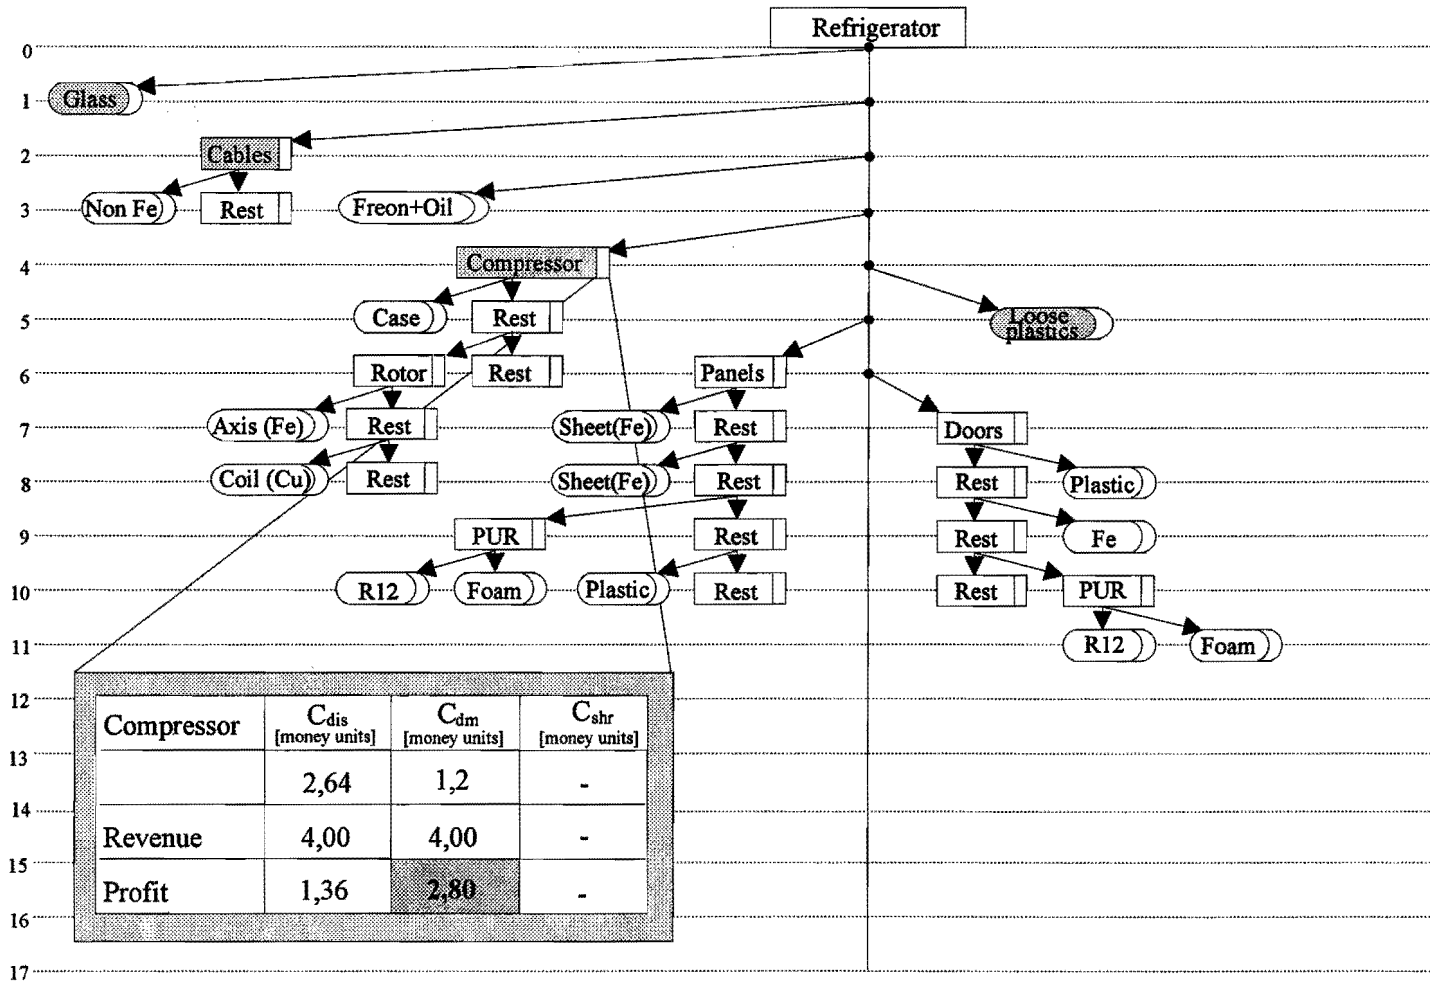 Refrigerator
0
Glass
1
Cables
2
Non Fe
Rest
Freon+Oil
3
Compressor
4
Case
Rest
Loose
plastics
5
Rotor
Rest
Panels
6
Axis (Fe)
Rest
Sheet(Fe)
Rest
Doors
7
Coil (Cu)
Rest
Sheet(Fe)
Rest
Rest
Plastic
8
PUR
Rest
Rest
Fe
9
R12
Foam
Plastic
Rest
Rest
PUR
10
R12
Foam
11
12
Compressor
Cdis
[money units]
Cdm
[money units]
Cshr
[money units]
13
2,64
1,2
-
14
Revenue
4,00
4,00
-
15
Profit
1,36
2,80
-
16
17